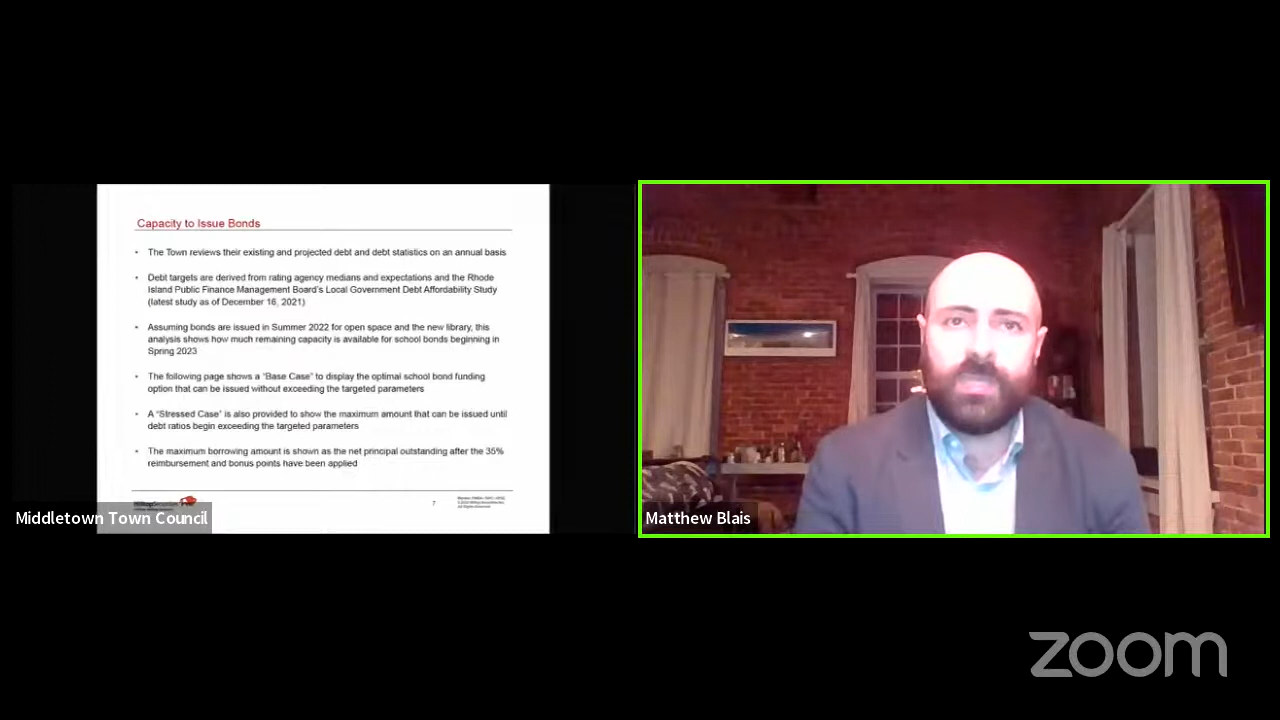 Capacity to Issue Bonds
• The Town reviews their existing and projected debt and debt statistics on an annual basis
• Debt targets are derived from rating agency medians and expectations and the Rhode
Island Public Finance Management Board's Local Government Debt Affordability Study
(latest study as of December 16, 2021)
• Assuming bonds are issued in Summer 2022 for open space and the new library, this
analysis shows how much remaining capacity is available for school bonds beginning in
Spring 2023
• The following page shows a "Base Case" to display the optimal school bond funding
option that can be issued without exceeding the targeted parameters
• A "Stressed Case" is also provided to show the maximum amount that can be issued until
debt ratios begin exceeding the targeted parameters
• The maximum borrowing amount is shown as the net principal outstanding after the 35%
reimbursement and bonus points have been applied
HilltopSecurities
7
Middletown Town Council
Matthew Blais
zoom